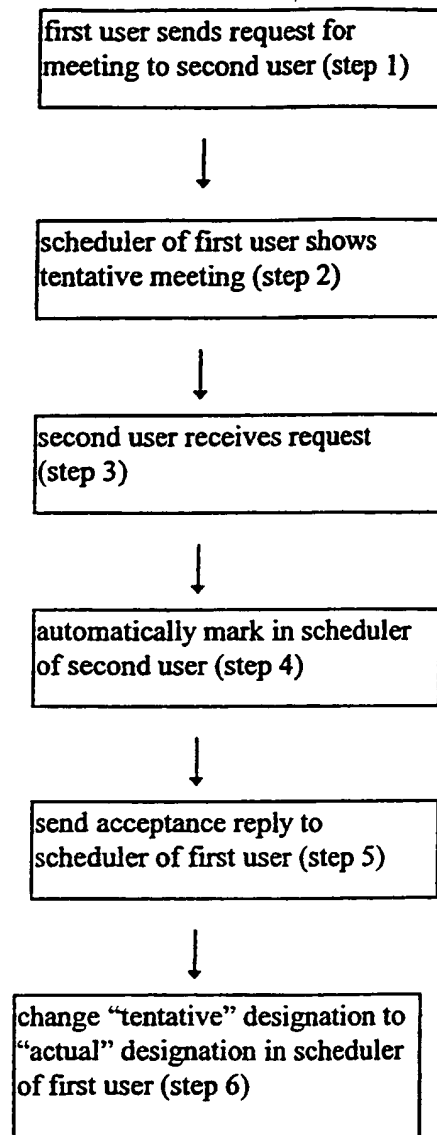 first user sends request for
meeting to second user (step 1)
scheduler of first user shows
tentative meeting (step 2)
second user receives request
(step 3)
automatically mark in scheduler
of second user (step 4)
send acceptance reply to
scheduler of first user (step 5)
change “tentative” designation to
“actual” designation in scheduler
of first user (step 6)